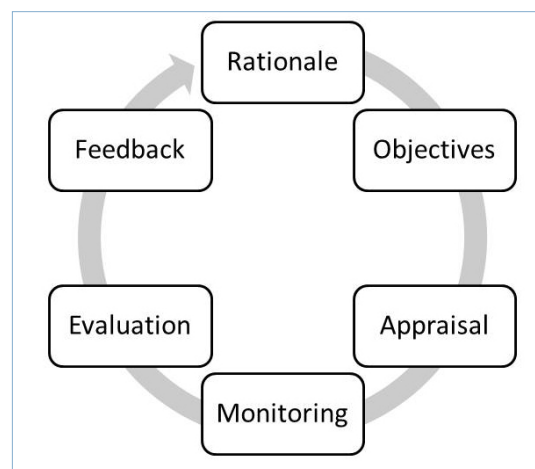 Rationale
Objectives
Appraisal
Monitoring
Evaluation
Feedback